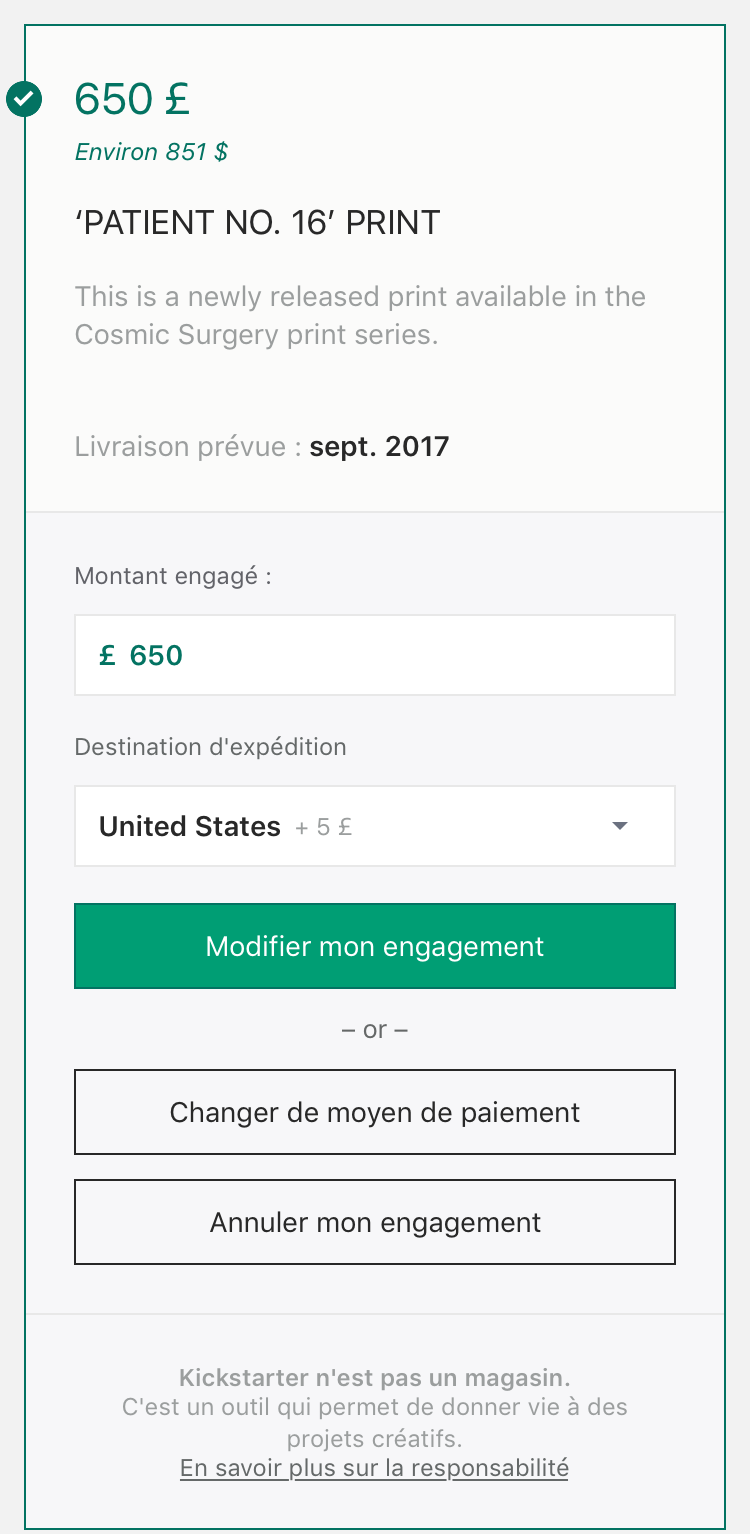 650 £
Environ 851 $
‘PATIENT NO. 16’ PRINT
This is a newly released print available in the
Cosmic Surgery print series.
Livraison prévue : sept. 2017
Montant engagé :
£ 650
Destination d'expédition
United States + 5 £
Modifier mon engagement
– or –
Changer de moyen de paiement
Annuler mon engagement
Kickstarter n'est pas un magasin.
C'est un outil qui permet de donner vie à des
projets créatifs.
En savoir plus sur la responsabilité